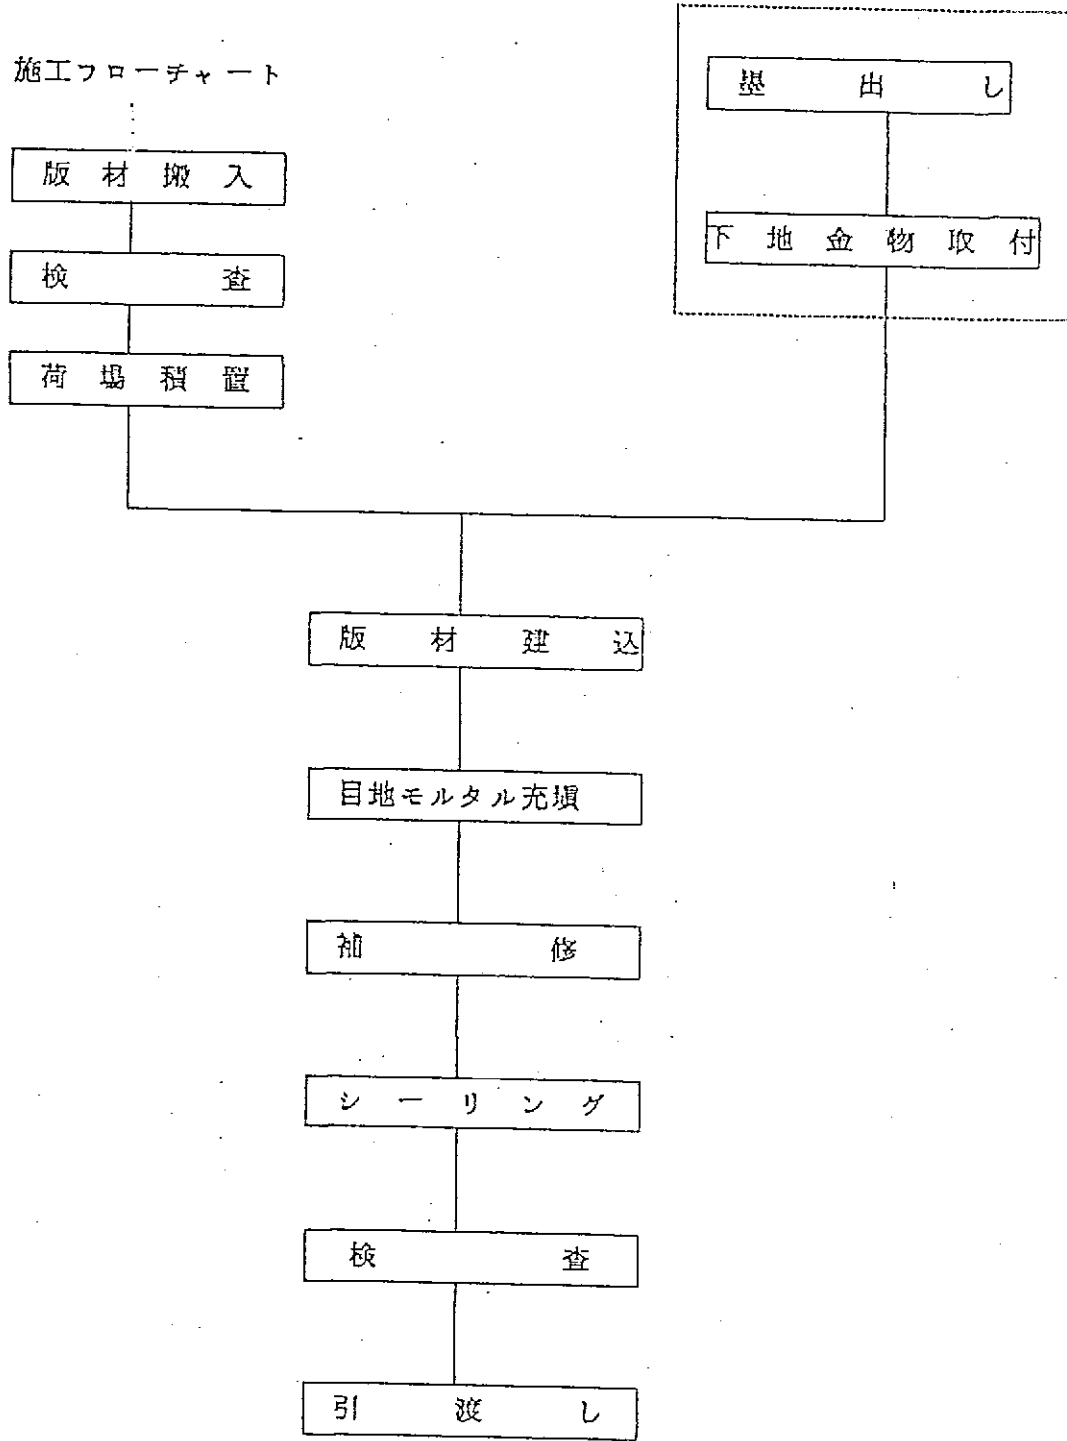 施工フローチャート
版材搬入
検査
荷場積置
墨出し
下地金物取付
版材建込
目地モルタル充填
補修
シーリング
検査
引渡し